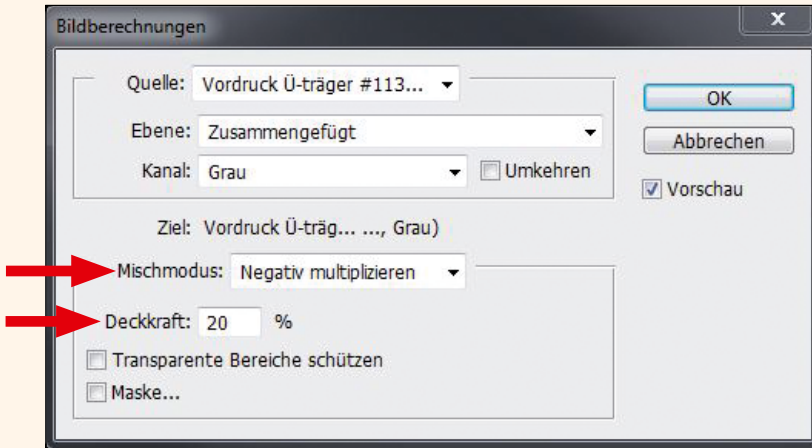 Bildberechnungen
x
Quelle: Vordruck Ü-träger #113...
OK
Ebene: Zusammengefügt
Abbrechen
Kanal: Grau Umkehren
Vorschau
Ziel: Vordruck Ü-träg... ..., Grau)
Mischmodus: Negativ multiplizieren
Deckkraft: 20 %
Transparente Bereiche schützen
Maske...